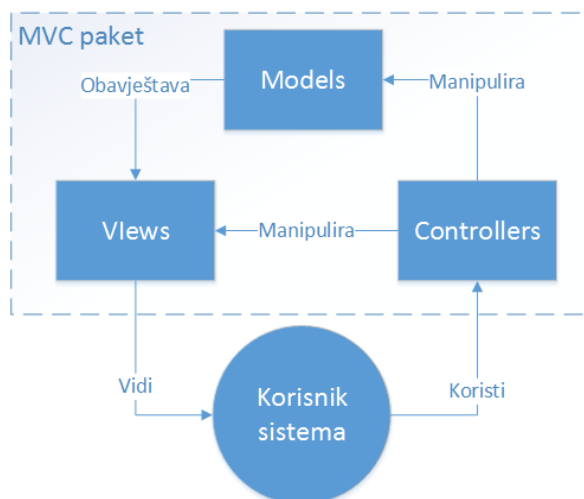 MVC paket
Models
Obavještava
Manipulira
VIews
Manipulira
Controllers
Vidi
Korisnik
sistema
Koristi